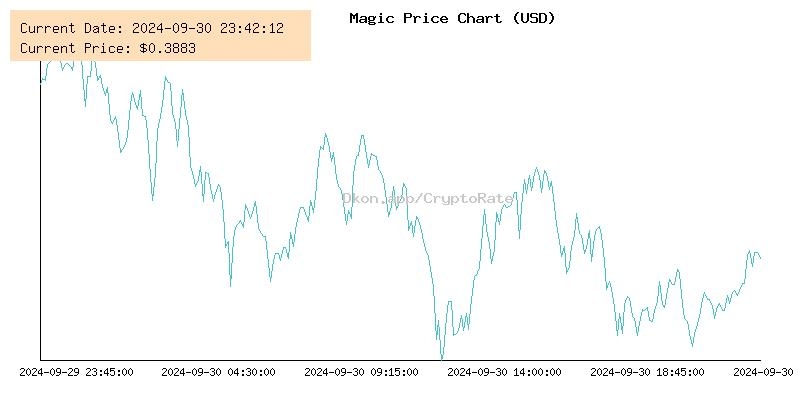 Magic Price Chart (USD)
Current Date: 2024-09-30 23:42:12
Current Price: $0.3883
Okon.app/CryptoRate
2024-09-29 23:45:00 2024-09-30 04:30:00 2024-09-30 09:15:00 2024-09-30 14:00:00 2024-09-30 18:45:00 2024-09-30